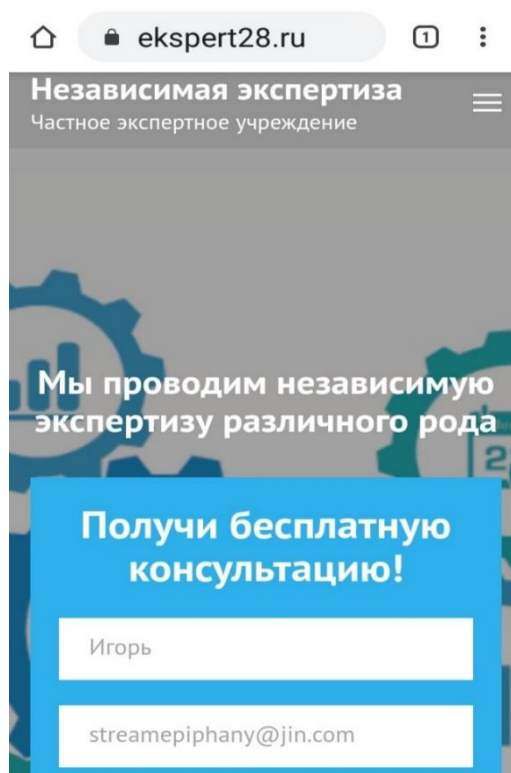 ekspert28.ru
1
Независимая экспертиза
Частное экспертное учреждение
Мы проводим независимую
экспертизу различного рода
Получи бесплатную
консультацию!
Игорь
streamepiphany@jin.com